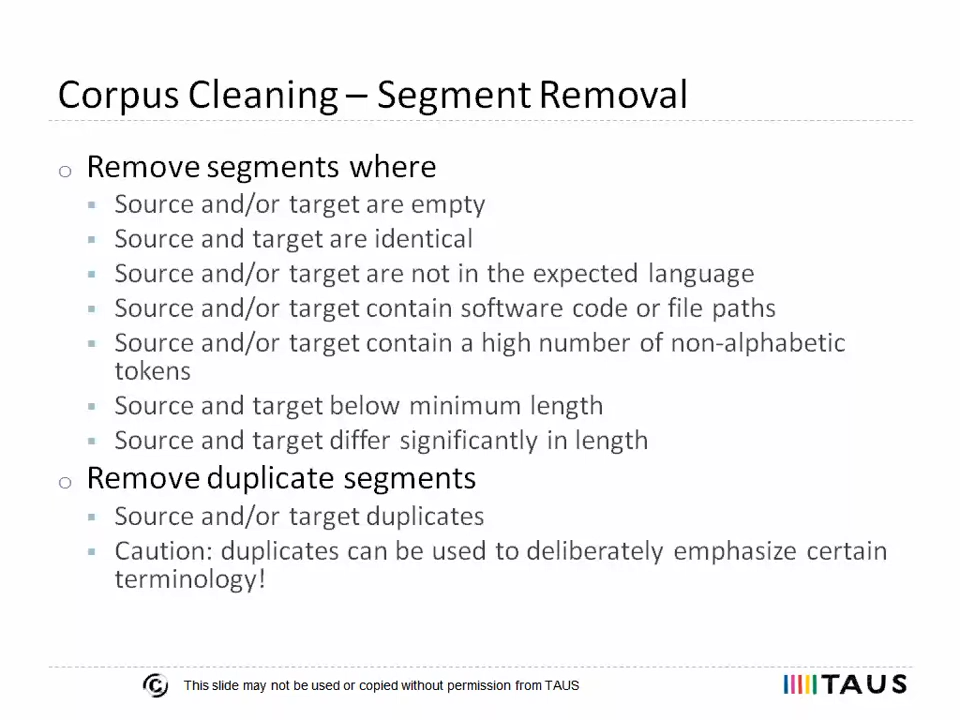 Corpus Cleaning – Segment Removal
Remove segments where
Source and/or target are empty
Source and target are identical
Source and/or target are not in the expected language
Source and/or target contain software code or file paths
Source and/or target contain a high number of non-alphabetic
tokens
Source and target below minimum length
Source and target differ significantly in length
Remove duplicate segments
Source and/or target duplicates
Caution: duplicates can be used to deliberately emphasize certain
terminology!
This slide may not be used or copied without permission from TAUS
TAUS